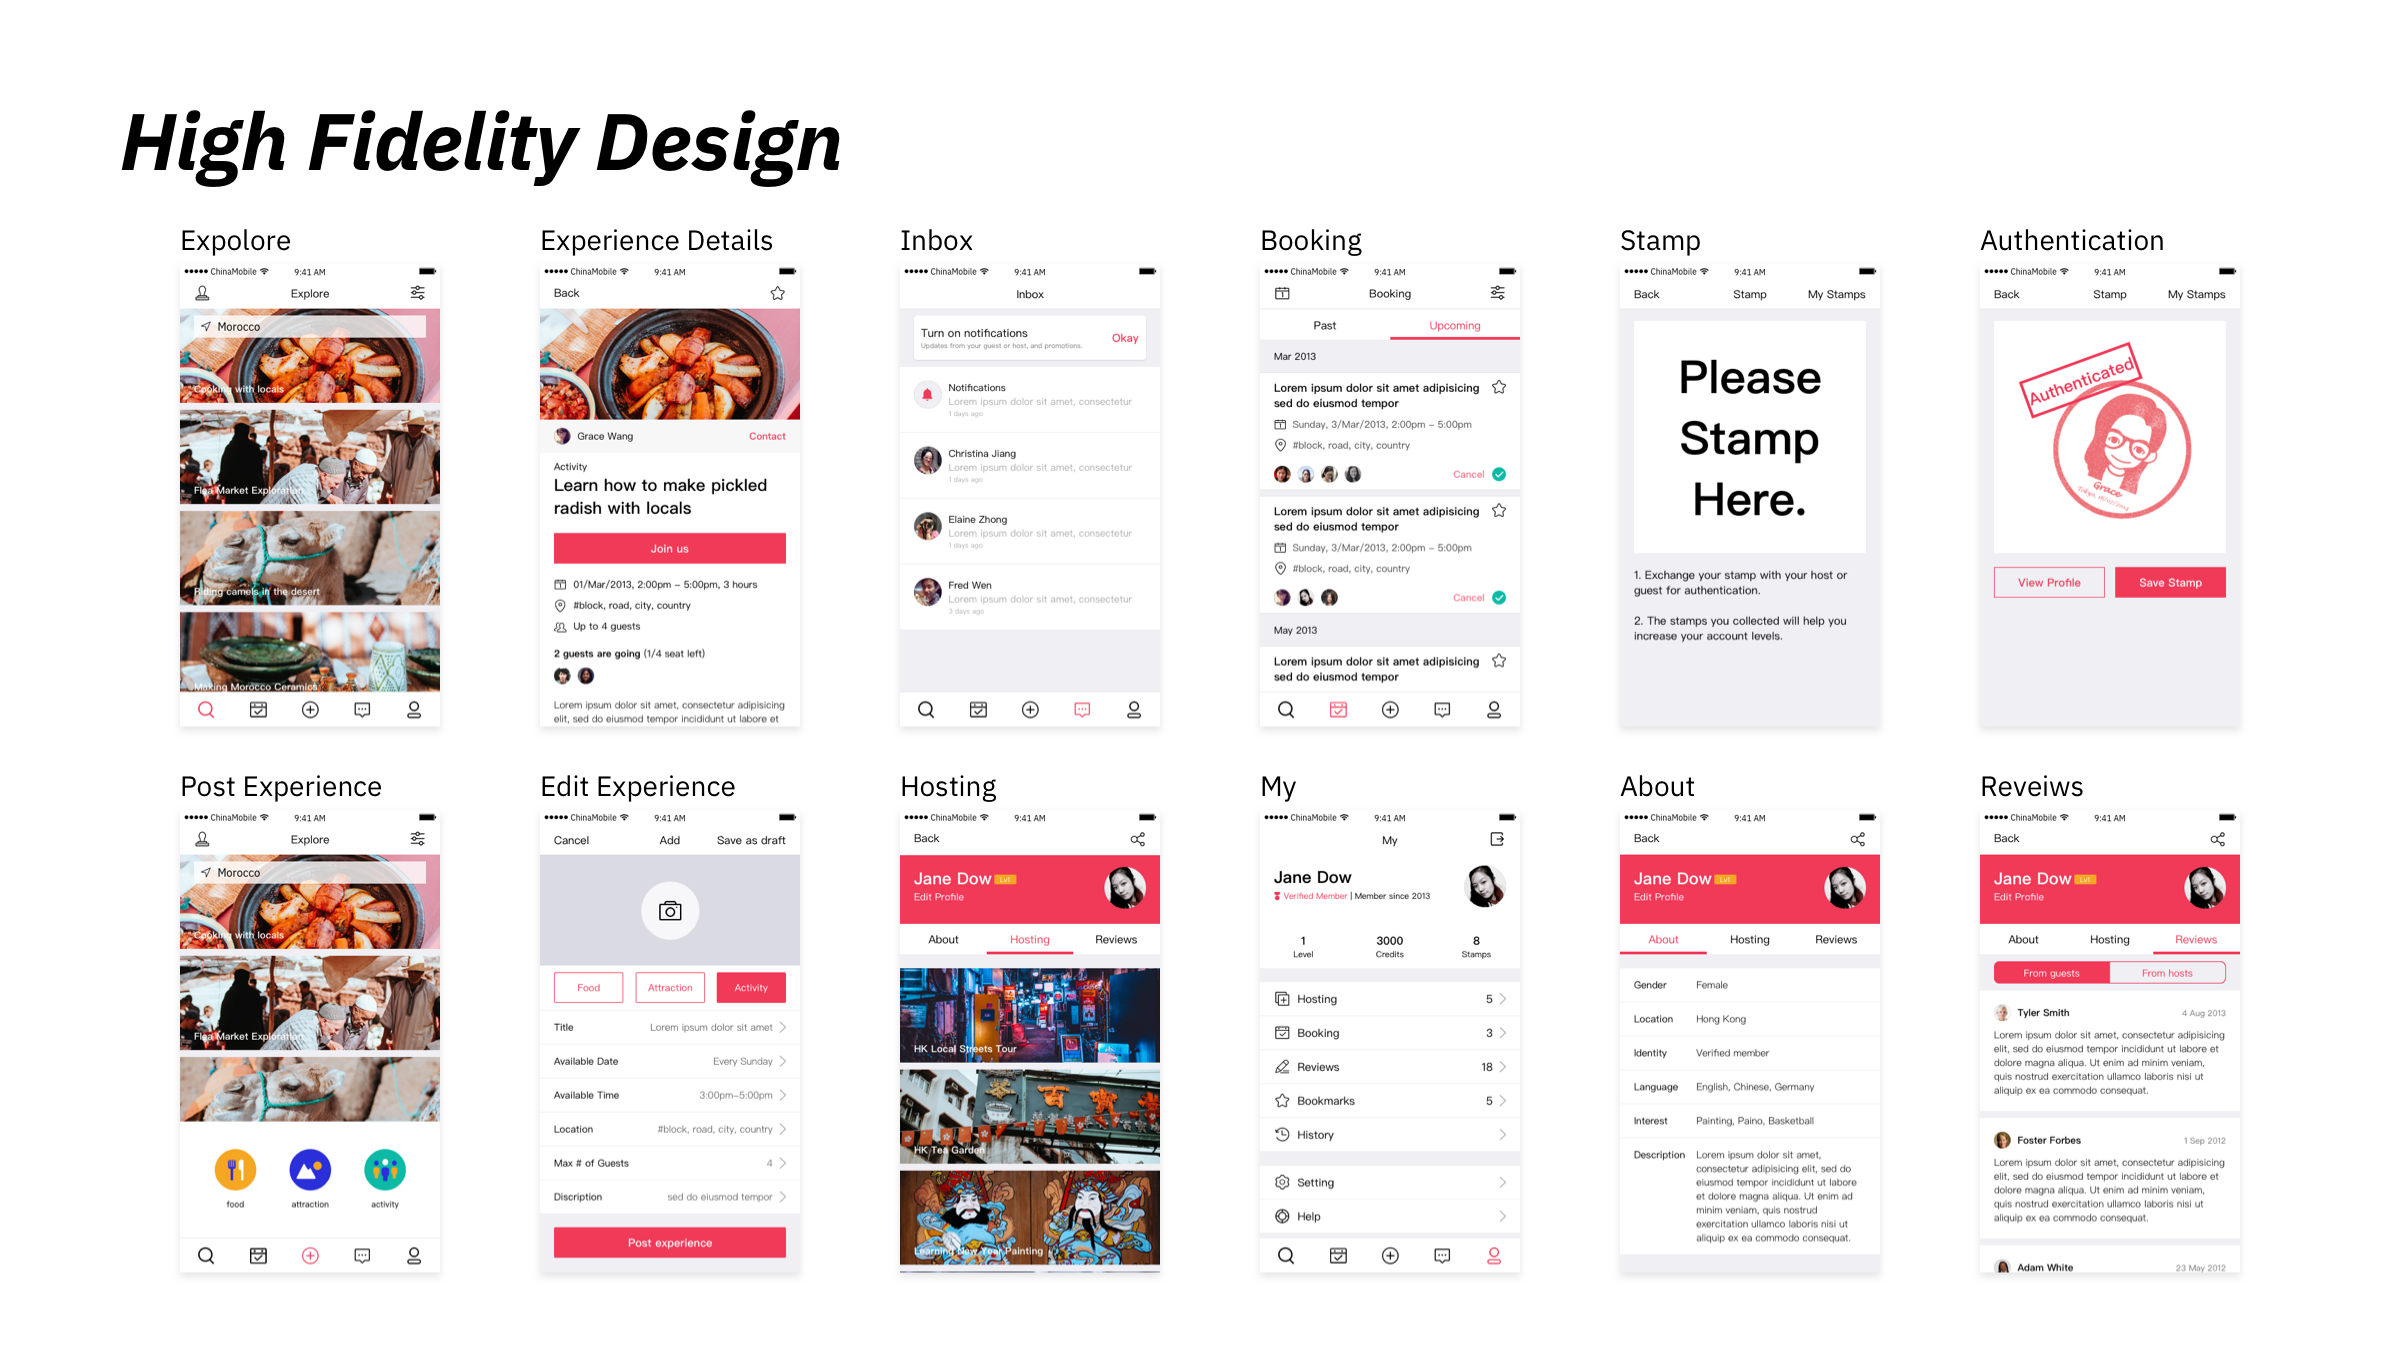 High Fidelity Design
Expolore
ChinaMobile 9:41 AM
Explore
Morocco
Cooking with locals
Flea Market Exploration
Riding camels in the desert
Making Morocco Ceramics
Experience Details
ChinaMobile 9:41 AM
Back
Grace Wang Contact
Activity
Learn how to make pickled
radish with locals
Join us
01/Mar/2013, 2:00pm – 5:00pm, 3 hours
#block, road, city, country
Up to 4 guests
2 guests are going (1/4 seat left)
Lorem ipsum dolor sit amet, consectetur adipisicing
elit, sed do eiusmod tempor incididunt ut labore et
Inbox
ChinaMobile 9:41 AM
Inbox
Turn on notifications
Updates from your guest or host, and promotions.
Okay
Notifications
Lorem ipsum dolor sit amet, consectetur
1 days ago
Christina Jiang
Lorem ipsum dolor sit amet, consectetur
1 days ago
Elaine Zhong
Lorem ipsum dolor sit amet, consectetur
1 days ago
Fred Wen
Lorem ipsum dolor sit amet, consectetur
3 days ago
Booking
ChinaMobile 9:41 AM
Booking
Past Upcoming
Mar 2013
Lorem ipsum dolor sit amet adipisicing
sed do eiusmod tempor
Sunday, 3/Mar/2013, 2:00pm – 5:00pm
#block, road, city, country
Cancel
Lorem ipsum dolor sit amet adipisicing
sed do eiusmod tempor
Sunday, 3/Mar/2013, 2:00pm – 5:00pm
#block, road, city, country
Cancel
May 2013
Lorem ipsum dolor sit amet adipisicing
sed do eiusmod tempor
Stamp
ChinaMobile 9:41 AM
Back Stamp My Stamps
Please
Stamp
Here.
1. Exchange your stamp with your host or
guest for authentication.
2. The stamps you collected will help you
increase your account levels.
Authentication
ChinaMobile 9:41 AM
Back Stamp My Stamps
Authenticated
Grace
View Profile Save Stamp
Post Experience
ChinaMobile 9:41 AM
Explore
Morocco
Cooking with locals
Flea Market Exploration
food attraction activity
Edit Experience
ChinaMobile 9:41 AM
Cancel Add Save as draft
Food Attraction Activity
Title Lorem ipsum dolor sit amet
Available Date Every Sunday
Available Time 3:00pm–5:00pm
Location #block, road, city, country
Max # of Guests 4
Discription sed do eiusmod tempor
Post experience
Hosting
ChinaMobile 9:41 AM
Back
Jane Dow Lv1
Edit Profile
About Hosting Reviews
HK Local Streets Tour
HK Tea Garden
Learning New Year Painting
My
ChinaMobile 9:41 AM
My
Jane Dow
Verified Member | Member since 2013
1 3000 8
Level Credits Stamps
Hosting 5
Booking 3
Reviews 18
Bookmarks 5
History
Setting
Help
About
ChinaMobile 9:41 AM
Back
Jane Dow Lv1
Edit Profile
About Hosting Reviews
Gender Female
Location Hong Kong
Identity Verified member
Language English, Chinese, Germany
Interest Painting, Paino, Basketball
Description Lorem ipsum dolor sit amet,
consectetur adipisicing elit, sed do
eiusmod tempor incididunt ut labore
et dolore magna aliqua. Ut enim ad
minim veniam, quis nostrud
exercitation ullamco laboris nisi ut
aliquip ex ea commodo consequat.
Reveiws
ChinaMobile 9:41 AM
Back
Jane Dow Lv1
Edit Profile
About Hosting Reviews
From guests From hosts
Tyler Smith 4 Aug 2013
Lorem ipsum dolor sit amet, consectetur adipisicing
elit, sed do eiusmod tempor incididunt ut labore et
dolore magna aliqua. Ut enim ad minim veniam,
quis nostrud exercitation ullamco laboris nisi ut
aliquip ex ea commodo consequat.
Foster Forbes 1 Sep 2012
Lorem ipsum dolor sit amet, consectetur adipisicing
elit, sed do eiusmod tempor incididunt ut labore et
dolore magna aliqua. Ut enim ad minim veniam,
quis nostrud exercitation ullamco laboris nisi ut
aliquip ex ea commodo consequat.
Adam White 23 May 2012